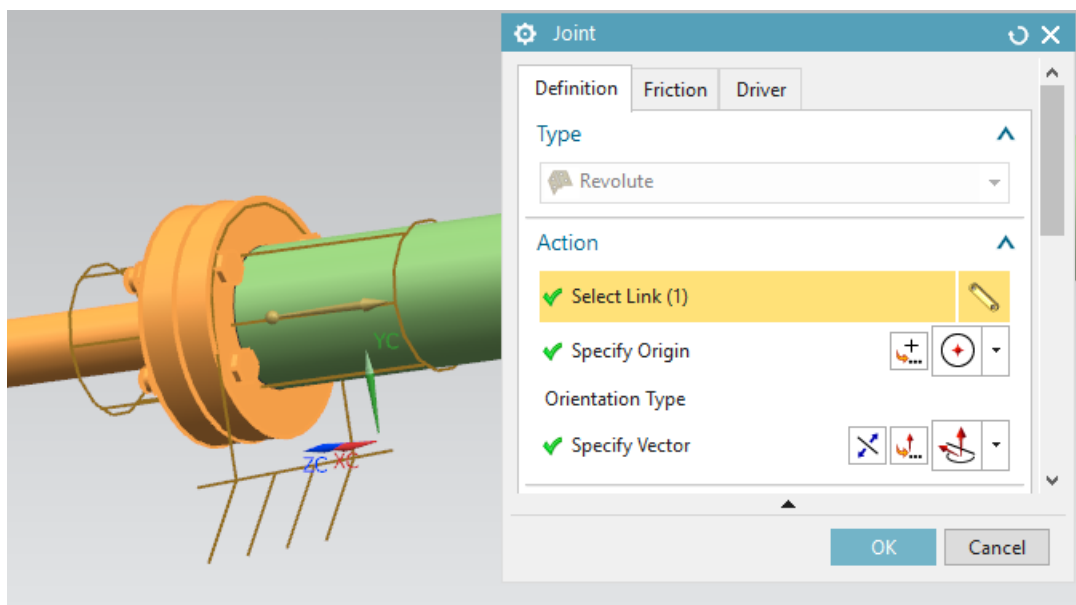 Joint
Definition
Friction
Driver
Type
Revolute
Action
Select Link (1)
Specify Origin
Orientation Type
Specify Vector
OK
Cancel
YC
ZC
XC